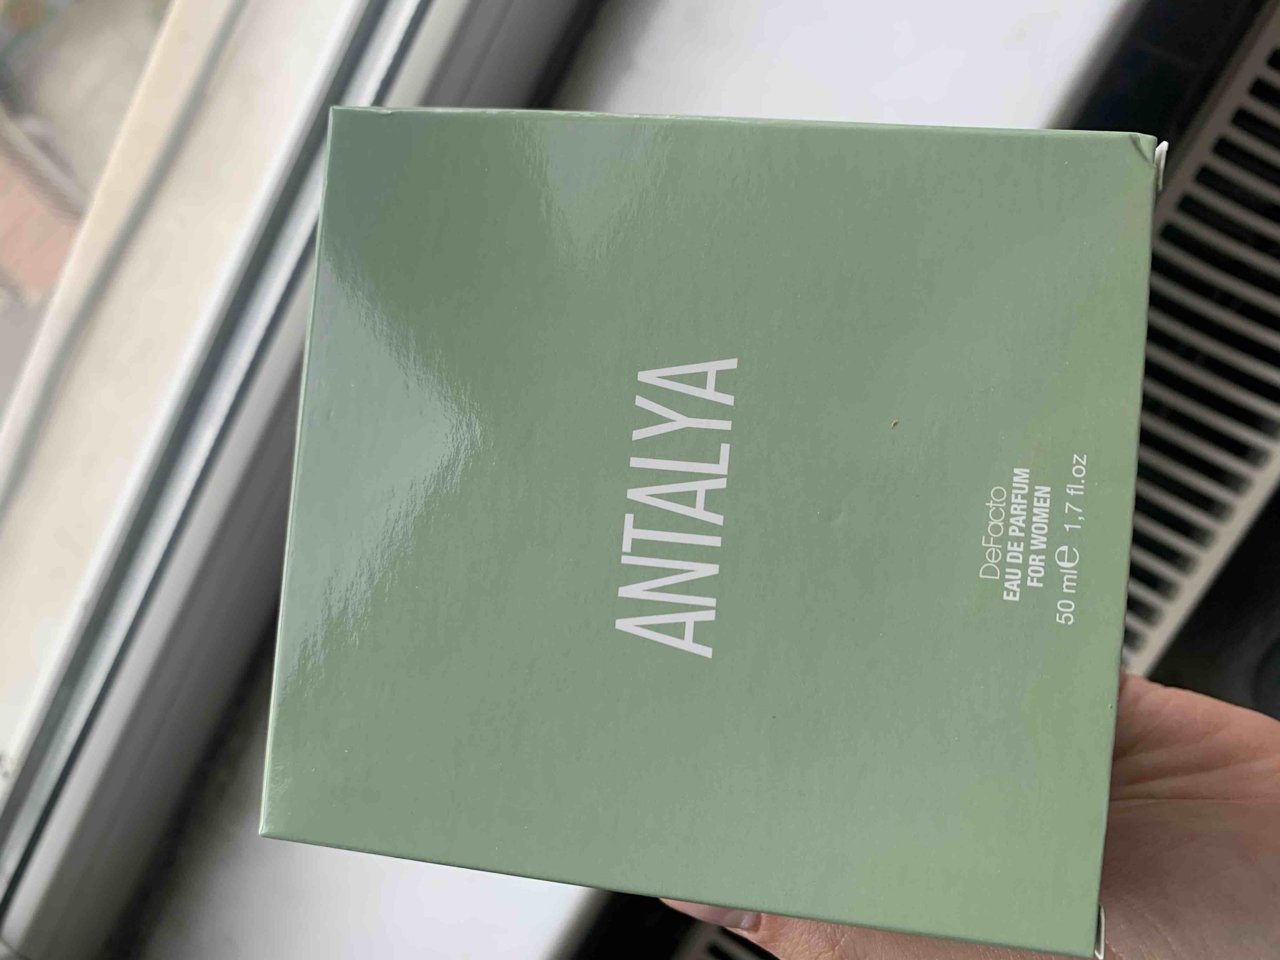 ANTALYA
DeFacto
EAU DE PARFUM
FOR WOMEN
50 ml e 1,7 fl.oz